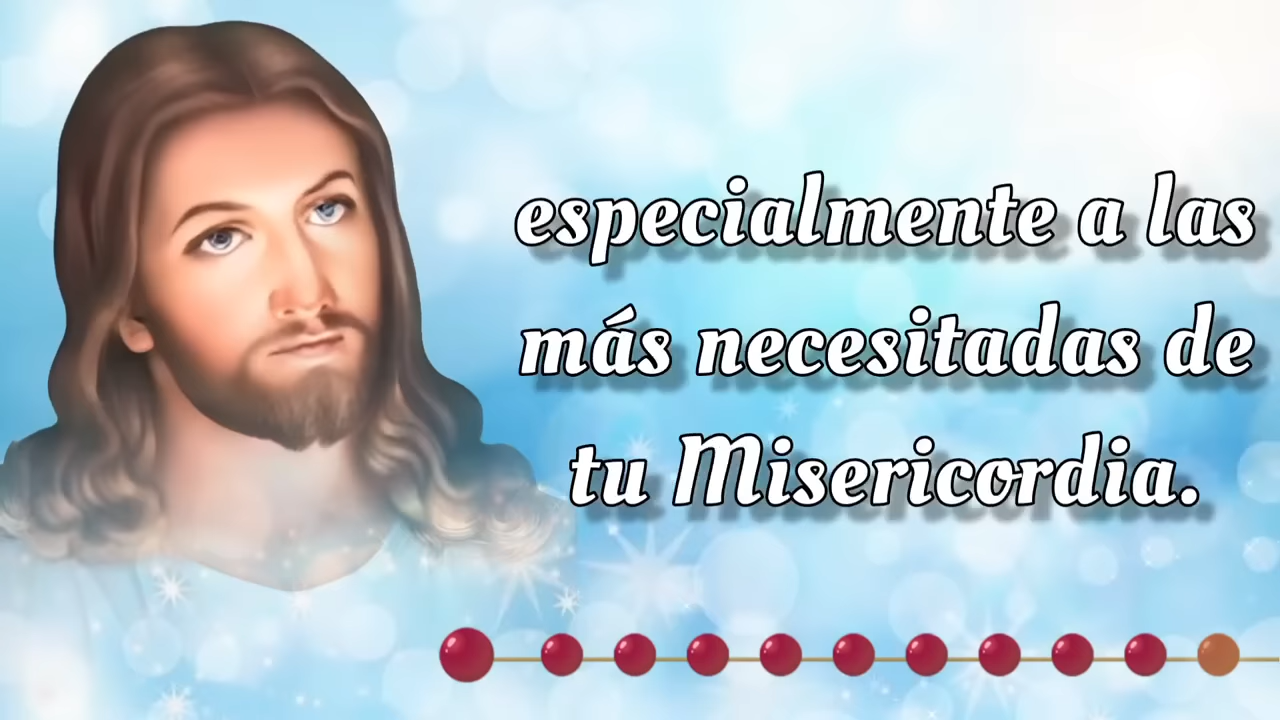 especialmente a las
más necesitadas de
tu Misericordia.